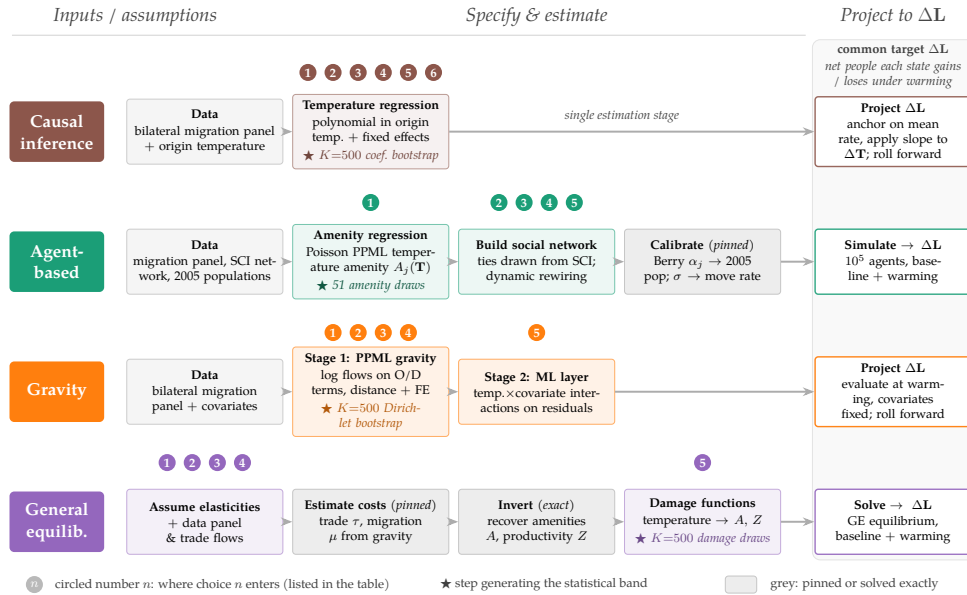 Inputs / assumptions
Specify & estimate
Project to ΔL
common target ΔL
net people each state gains
/ loses under warming
1 2 3 4 5 6
Causal
inference
Data
bilateral migration panel
+ origin temperature
Temperature regression
polynomial in origin
temp. + fixed effects
★ K=500 coef. bootstrap
single estimation stage
Project ΔL
anchor on mean
rate, apply slope to
ΔT; roll forward
1
2 3 4 5
Agent-
based
Data
migration panel, SCI net-
work, 2005 populations
Amenity regression
Poisson PPML temper-
ature amenity A_j(T)
★ 51 amenity draws
Build social network
ties drawn from SCI;
dynamic rewiring
Calibrate (pinned)
Berry α_j → 2005
pop; σ → move rate
Simulate → ΔL
10⁵ agents, base-
line + warming
1 2 3 4
5
Gravity
Data
bilateral migration
panel + covariates
Stage 1: PPML gravity
log flows on O/D
terms, distance + FE
★ K=500 Dirich-
let bootstrap
Stage 2: ML layer
temp.×covariate inter-
actions on residuals
Project ΔL
evaluate at warm-
ing, covariates
fixed; roll forward
1 2 3 4
5
General
equilib.
Assume elasticities
+ data panel
& trade flows
Estimate costs (pinned)
trade τ, migration
μ from gravity
Invert (exact)
recover amenities
A, productivity Z
Damage functions
temperature → A, Z
★ K=500 damage draws
Solve → ΔL
GE equilibrium,
baseline + warming
n circled number n: where choice n enters (listed in the table)
★ step generating the statistical band
grey: pinned or solved exactly